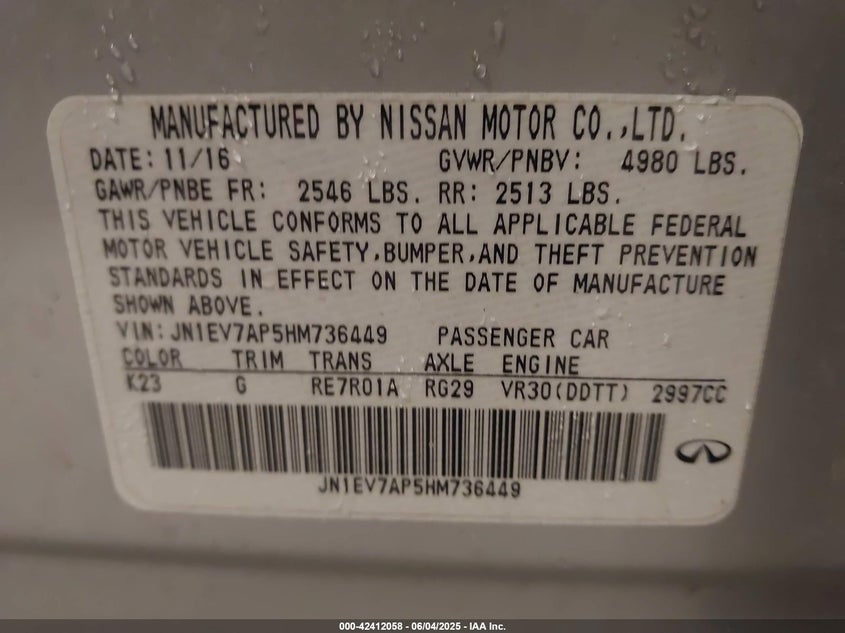 MANUFACTURED BY NISSAN MOTOR CO.,LTD.
DATE: 11/16 GVWR/PNBV: 4980 LBS.
GAWR/PNBE FR: 2546 LBS. RR: 2513 LBS.
THIS VEHICLE CONFORMS TO ALL APPLICABLE FEDERAL
MOTOR VEHICLE SAFETY,BUMPER,AND THEFT PREVENTION
STANDARDS IN EFFECT ON THE DATE OF MANUFACTURE
SHOWN ABOVE.
VIN: JN1EV7AP5HM736449 PASSENGER CAR
COLOR TRIM TRANS AXLE ENGINE
K23 G RE7R01A RG29 VR30(DDTT) 2997CC
JN1EV7AP5HM736449
000-42412058 - 06/04/2025 - IAA Inc.